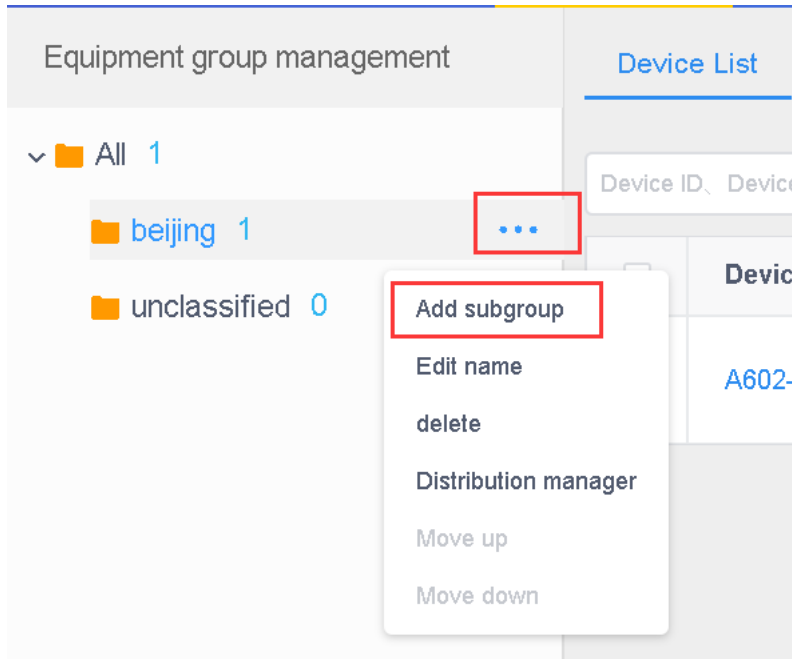 Equipment group management
Device List
All 1
Device ID、Device
beijing 1
•••
Devic
unclassified 0
Add subgroup
Edit name
A602-
delete
Distribution manager
Move up
Move down